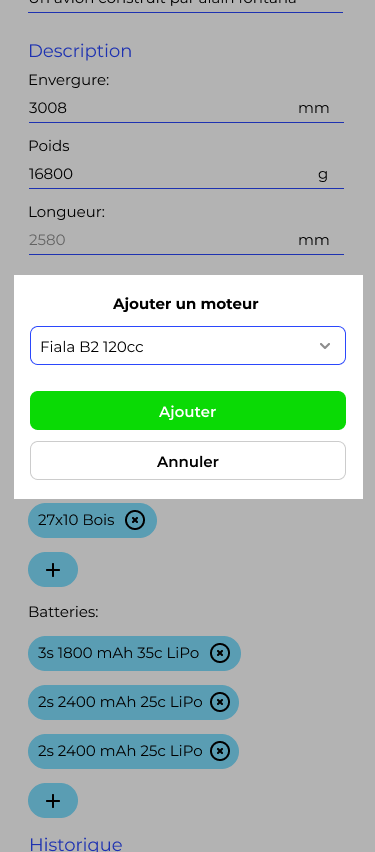 Un avion construit par alain fontana
Description
Envergure:
3008 mm
Poids
16800 g
Longueur:
2580 mm
Ajouter un moteur
Fiala B2 120cc
Ajouter
Annuler
27x10 Bois
Batteries:
3s 1800 mAh 35c LiPo
2s 2400 mAh 25c LiPo
2s 2400 mAh 25c LiPo
Historique